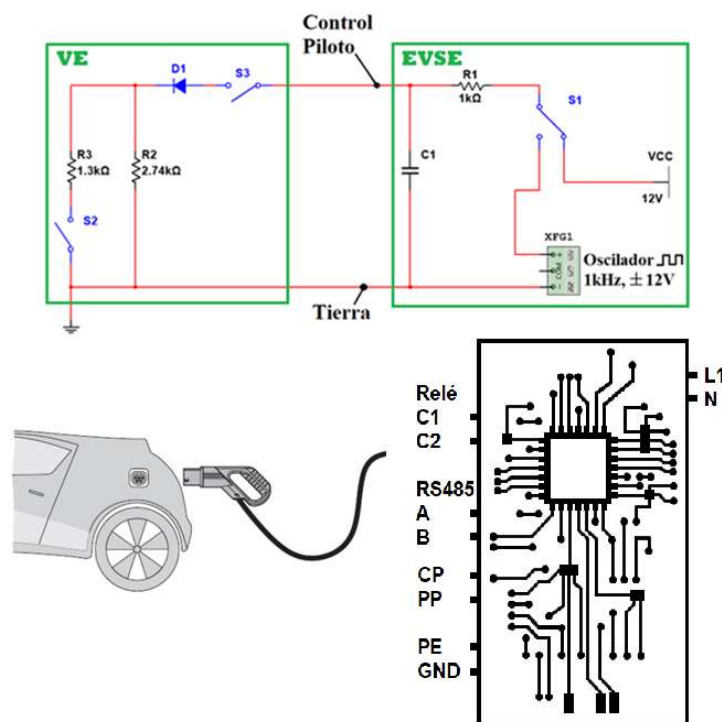 Control
Piloto
VE
EVSE
D1
S3
R1
1kΩ
S1
R3
1.3kΩ
R2
2.74kΩ
C1
VCC
12V
S2
XFG1
COM
Oscilador
1kHz, ±12V
Tierra
L1
N
Relé
C1
C2
RS485
A
B
CP
PP
PE
GND